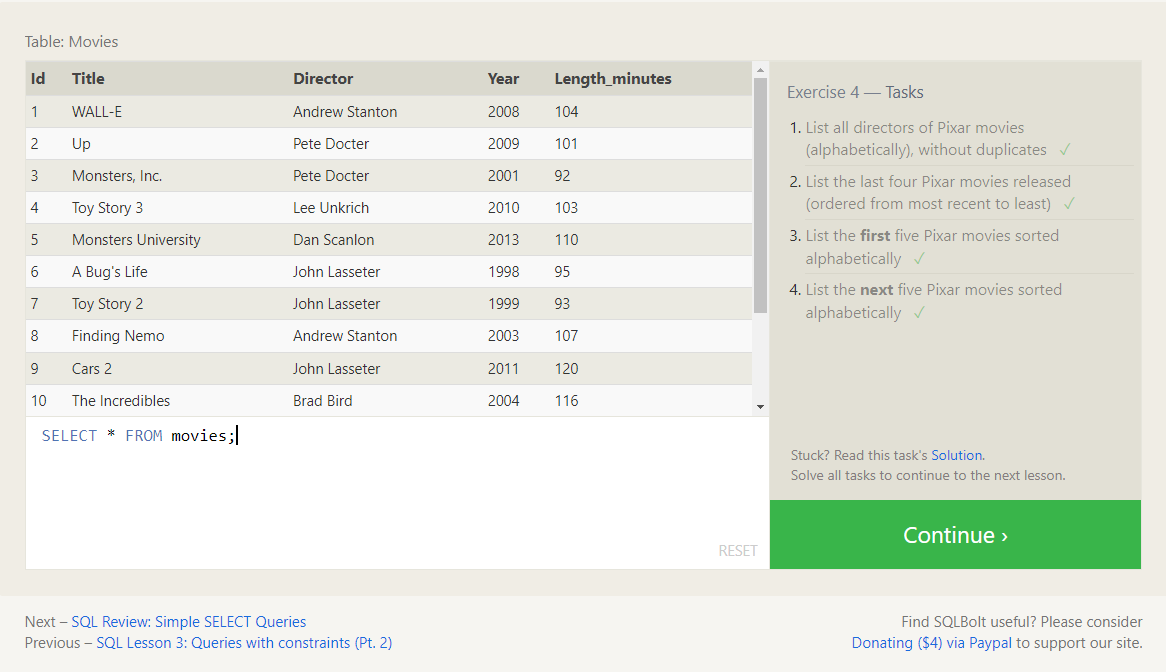 Table: Movies
Id Title Director Year Length_minutes
1 WALL-E Andrew Stanton 2008 104
2 Up Pete Docter 2009 101
3 Monsters, Inc. Pete Docter 2001 92
4 Toy Story 3 Lee Unkrich 2010 103
5 Monsters University Dan Scanlon 2013 110
6 A Bug's Life John Lasseter 1998 95
7 Toy Story 2 John Lasseter 1999 93
8 Finding Nemo Andrew Stanton 2003 107
9 Cars 2 John Lasseter 2011 120
10 The Incredibles Brad Bird 2004 116
SELECT * FROM movies;
RESET
Exercise 4 — Tasks
1. List all directors of Pixar movies
(alphabetically), without duplicates ✓
2. List the last four Pixar movies released
(ordered from most recent to least) ✓
3. List the first five Pixar movies sorted
alphabetically ✓
4. List the next five Pixar movies sorted
alphabetically ✓
Stuck? Read this task's Solution.
Solve all tasks to continue to the next lesson.
Continue ›
Next – SQL Review: Simple SELECT Queries
Previous – SQL Lesson 3: Queries with constraints (Pt. 2)
Find SQLBolt useful? Please consider
Donating ($4) via Paypal to support our site.